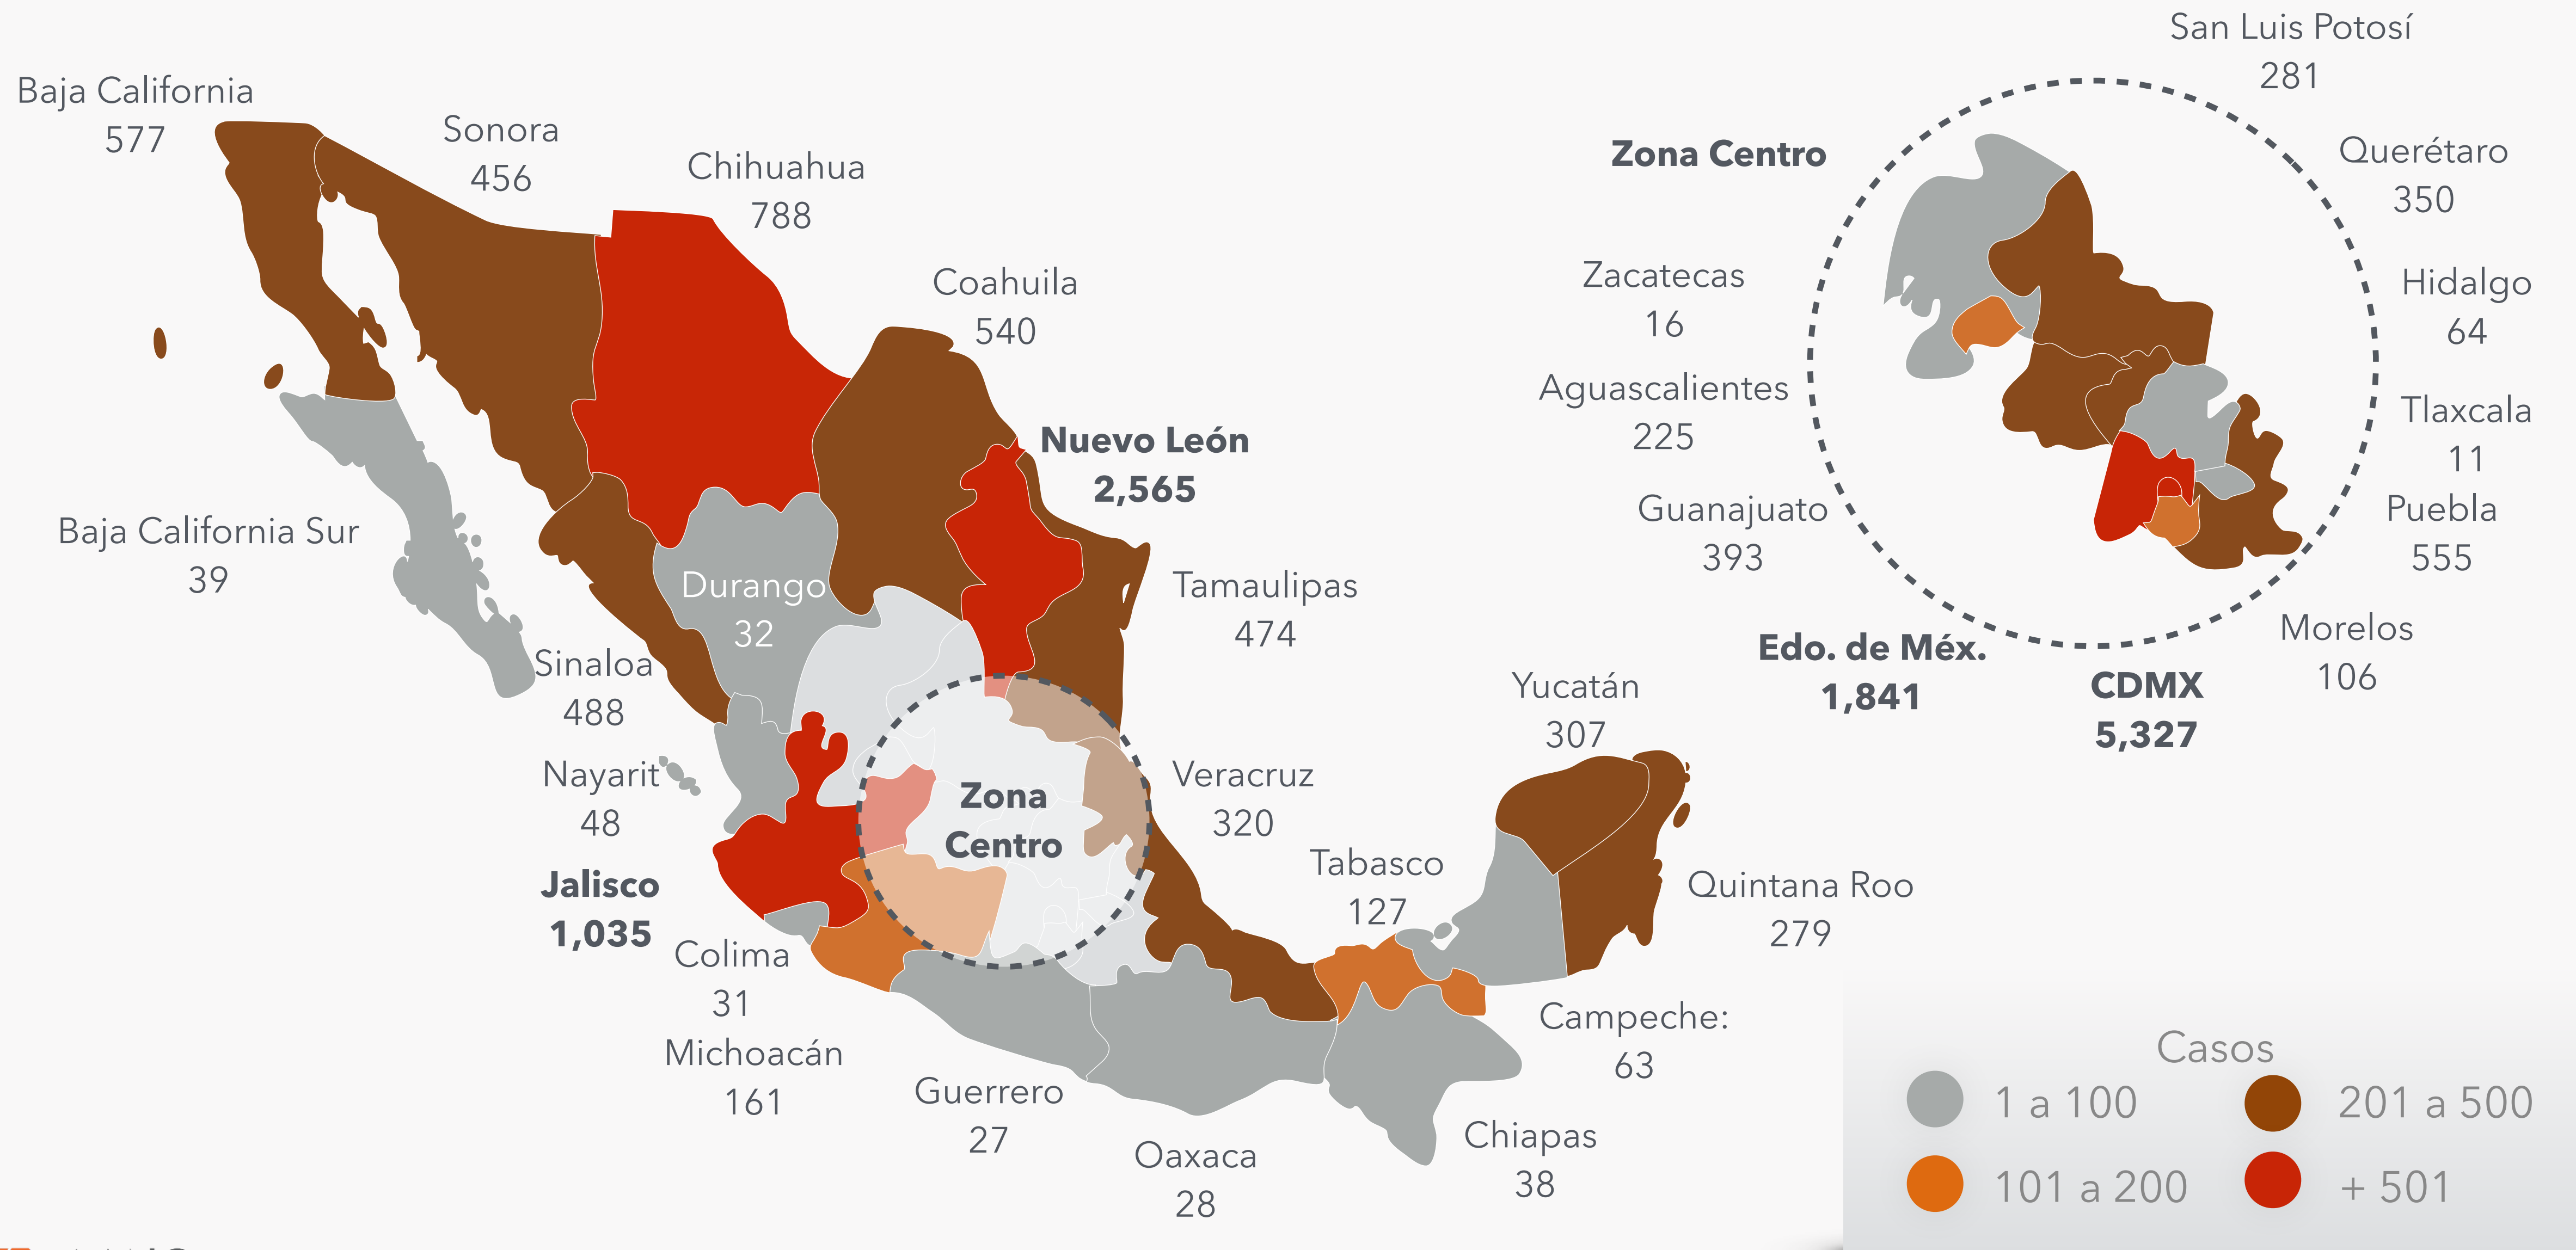 San Luis Potosí
281
Baja California
577
Sonora
456
Chihuahua
788
Zona Centro
Querétaro
350
Coahuila
540
Zacatecas
16
Hidalgo
64
Aguascalientes
225
Tlaxcala
11
Nuevo León
2,565
Guanajuato
393
Puebla
555
Baja California Sur
39
Durango
32
Tamaulipas
474
Morelos
106
Edo. de Méx.
1,841
CDMX
5,327
Sinaloa
488
Yucatán
307
Nayarit
48
Zona
Centro
Veracruz
320
Jalisco
1,035
Tabasco
127
Quintana Roo
279
Colima
31
Campeche:
63
Michoacán
161
Guerrero
27
Oaxaca
28
Chiapas
38
Casos
1 a 100
201 a 500
101 a 200
+ 501